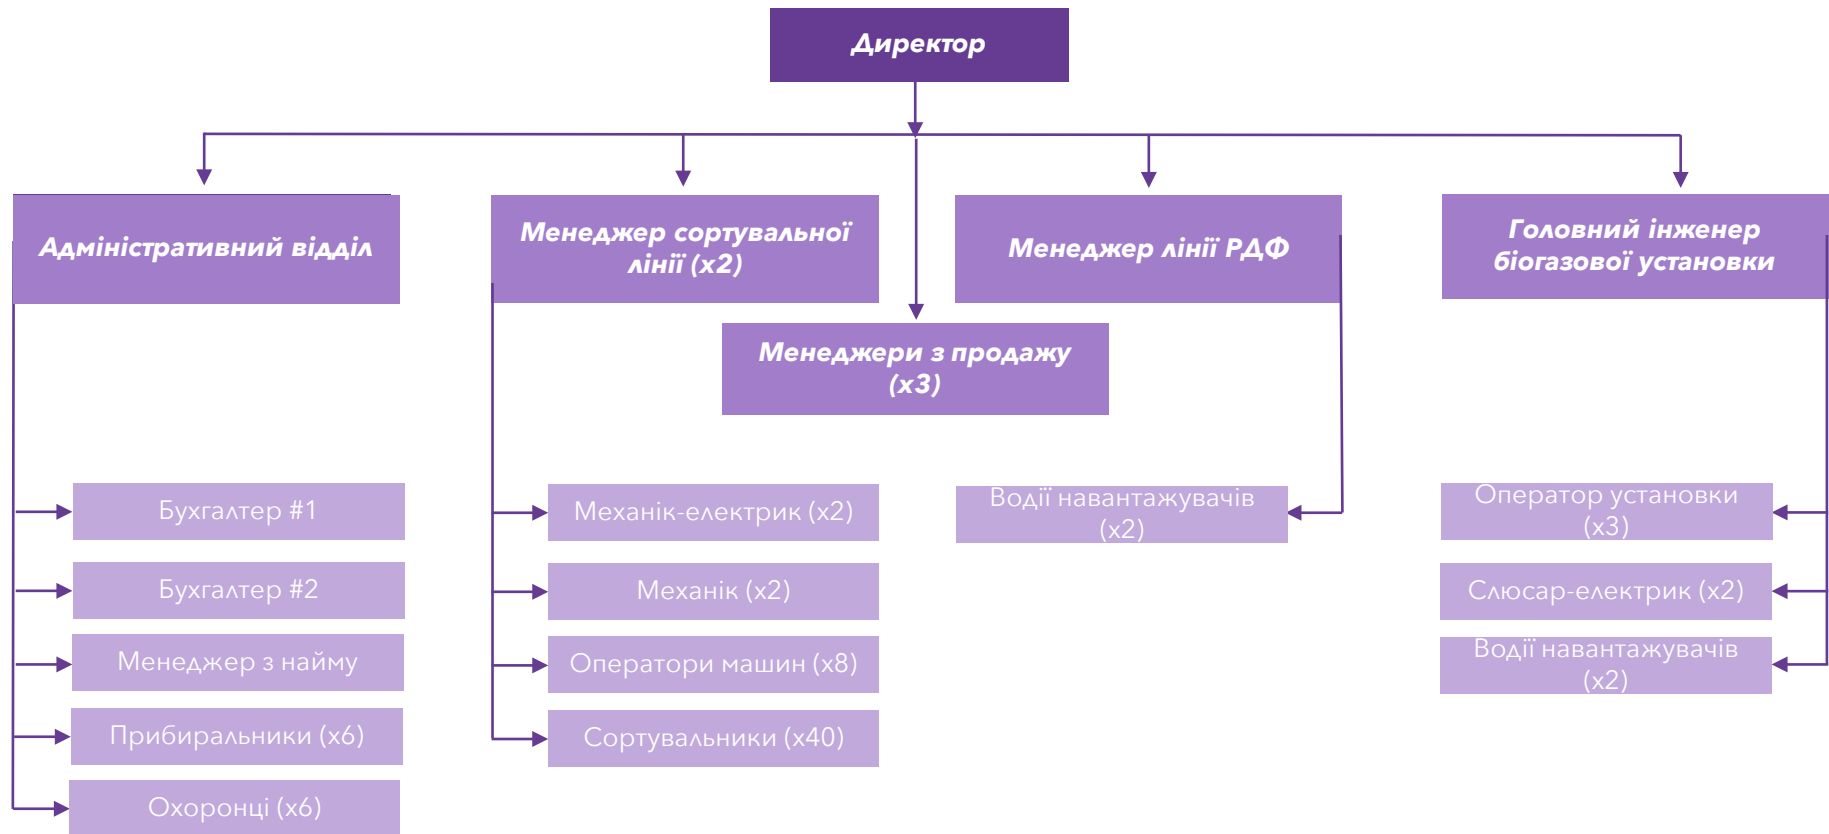 Директор
Адміністративний відділ
Менеджер сортувальної
лінії (х2)
Менеджер лінії РДФ
Головний інженер
біогазової установки
Менеджери з продажу
(х3)
Бухгалтер #1
Бухгалтер #2
Менеджер з найму
Прибиральники (х6)
Охоронці (х6)
Механік-електрик (х2)
Механік (х2)
Оператори машин (х8)
Сортувальники (х40)
Водії навантажувачів
(х2)
Оператор установки
(х3)
Слюсар-електрик (х2)
Водії навантажувачів
(х2)